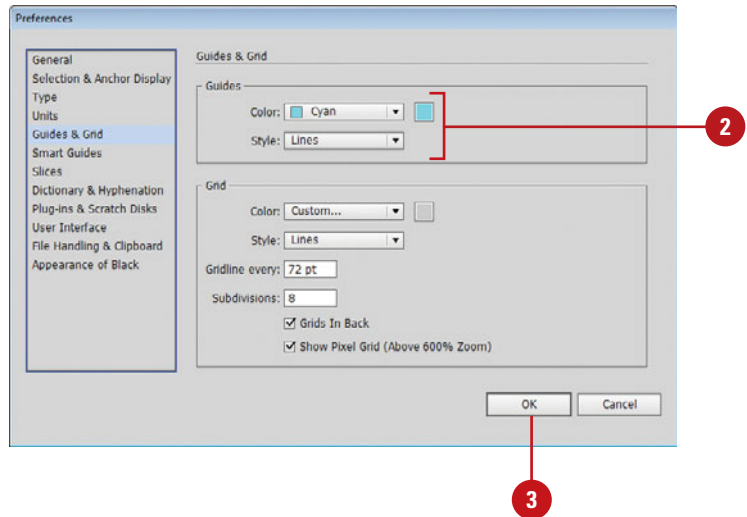 Preferences
General
Selection & Anchor Display
Type
Units
Guides & Grid
Smart Guides
Slices
Dictionary & Hyphenation
Plug-ins & Scratch Disks
User Interface
File Handling & Clipboard
Appearance of Black
Guides & Grid
Guides
Color: Cyan
Style: Lines
2
Grid
Color: Custom...
Style: Lines
Gridline every: 72 pt
Subdivisions: 8
Grids In Back
Show Pixel Grid (Above 600% Zoom)
OK Cancel
3